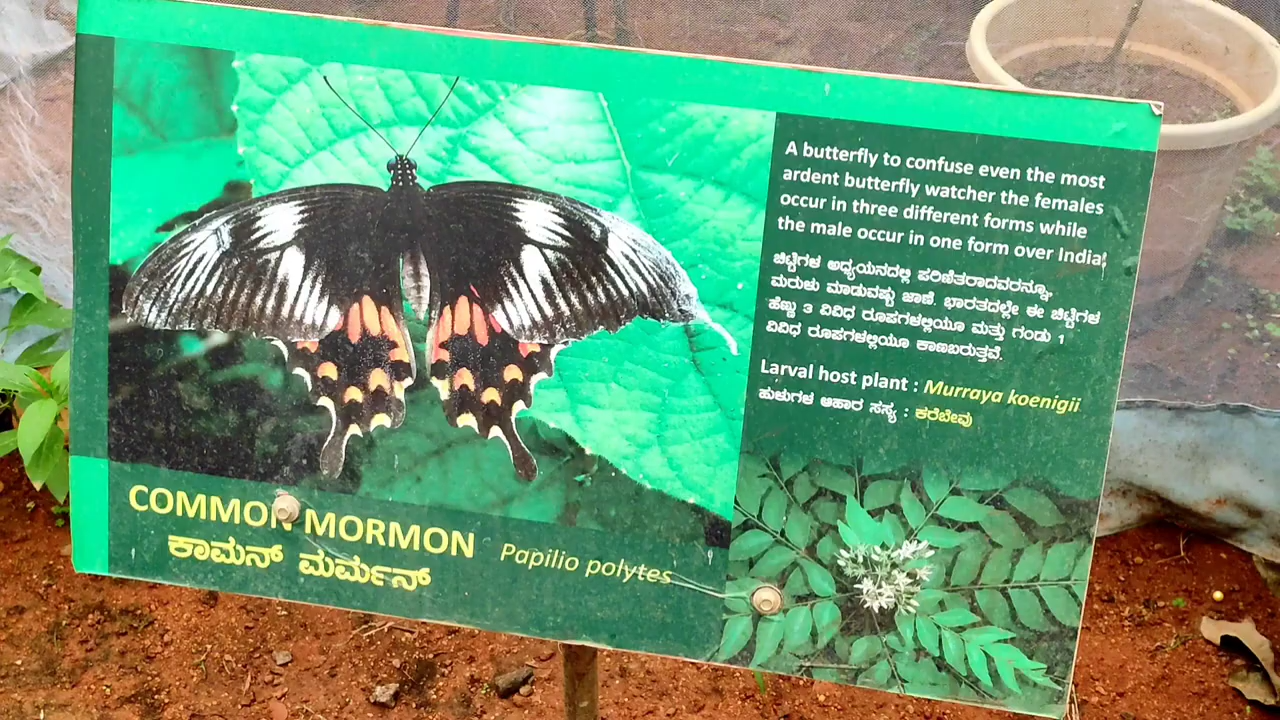 A butterfly to confuse even the most
ardent butterfly watcher the females
occur in three different forms while
the male occur in one form over India!
ಚಿಟ್ಟೆಗಳ ಅಧ್ಯಯನದಲ್ಲಿ ಪರಿಣಿತರಾದವರನ್ನೂ
ಮರುಳು ಮಾಡುವಷ್ಟು ಜಾಣೆ. ಭಾರತದಲ್ಲೇ ಈ ಚಿಟ್ಟೆಗಳ
ಹೆಣ್ಣು 3 ವಿವಿಧ ರೂಪಗಳಲ್ಲಿಯೂ ಮತ್ತು ಗಂಡು 1
ವಿವಿಧ ರೂಪಗಳಲ್ಲಿಯೂ ಕಾಣಬರುತ್ತವೆ.
Larval host plant : Murraya koenigii
ಹುಳುಗಳ ಆಹಾರ ಸಸ್ಯ : ಕರಿಬೇವು
COMMON MORMON
ಕಾಮನ್ ಮರ್ಮನ್
Papilio polytes